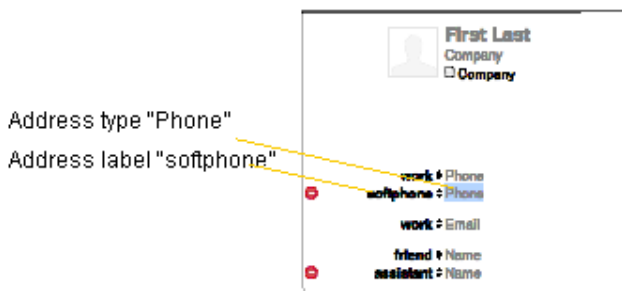 First Last
Company
Company
Address type "Phone"
Address label "softphone"
work Phone
softphone Phone
work Email
friend Name
assistant Name